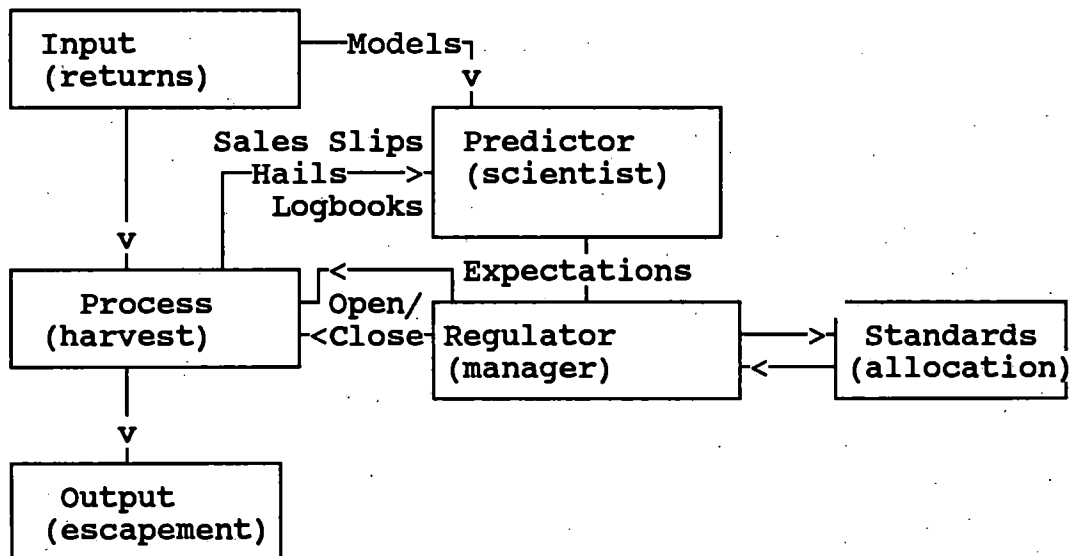 Input
(returns)
Models
v
Predictor
(scientist)
Sales Slips
Hails
>
Logbooks
v
Expectations
<
Process
(harvest)
Open/
<Close
Regulator
(manager)
>
<
Standards
(allocation)
v
Output
(escapement)